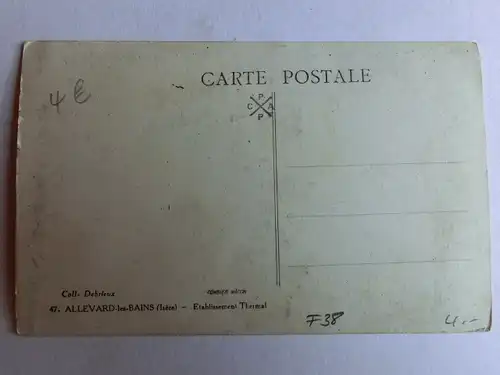 CARTE POSTALE
4 €
P
C A
P
Coll. Debrieux
47. ALLEVARD-les-BAINS (Isère) — Etablissement Thermal
F38
4.-